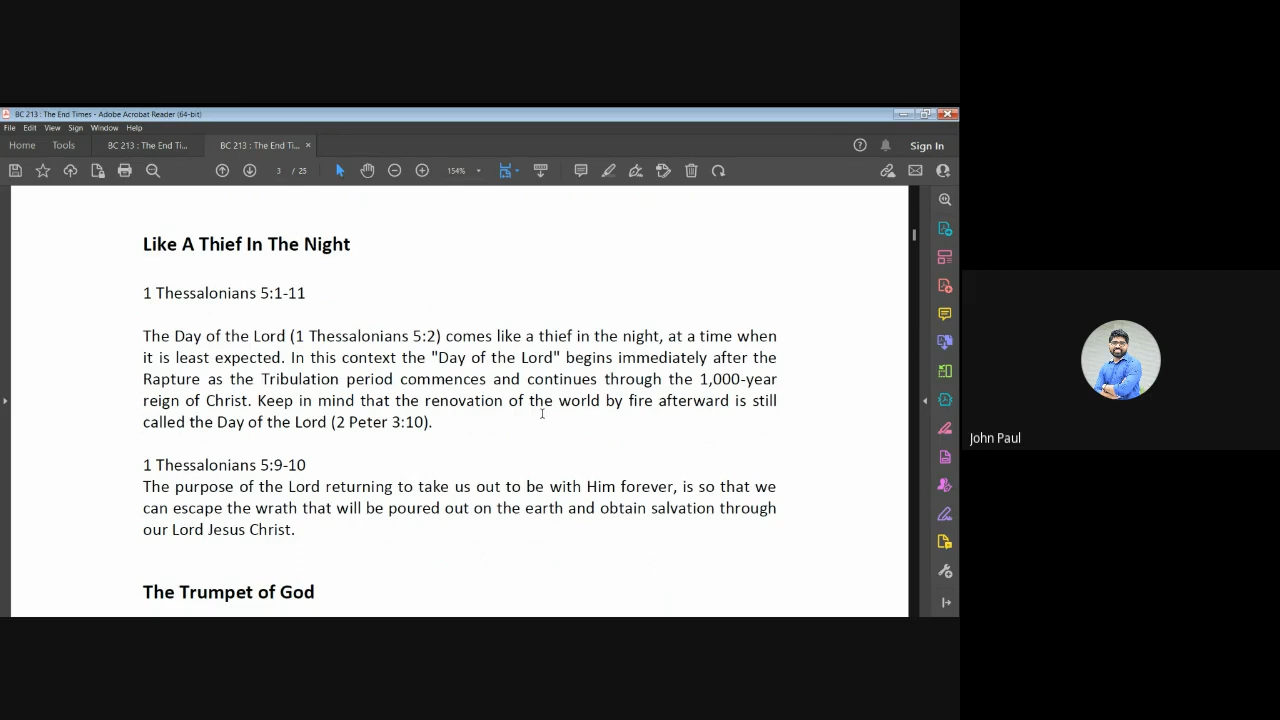 BC 213 : The End Times - Adobe Acrobat Reader (64-bit)
File Edit View Sign Window Help
Home Tools BC 213 : The End Ti... BC 213 : The End Ti... × Sign In
3 / 25 154%
Like A Thief In The Night
1 Thessalonians 5:1-11
The Day of the Lord (1 Thessalonians 5:2) comes like a thief in the night, at a time when
it is least expected. In this context the "Day of the Lord" begins immediately after the
Rapture as the Tribulation period commences and continues through the 1,000-year
reign of Christ. Keep in mind that the renovation of the world by fire afterward is still
called the Day of the Lord (2 Peter 3:10).
1 Thessalonians 5:9-10
The purpose of the Lord returning to take us out to be with Him forever, is so that we
can escape the wrath that will be poured out on the earth and obtain salvation through
our Lord Jesus Christ.
The Trumpet of God
John Paul